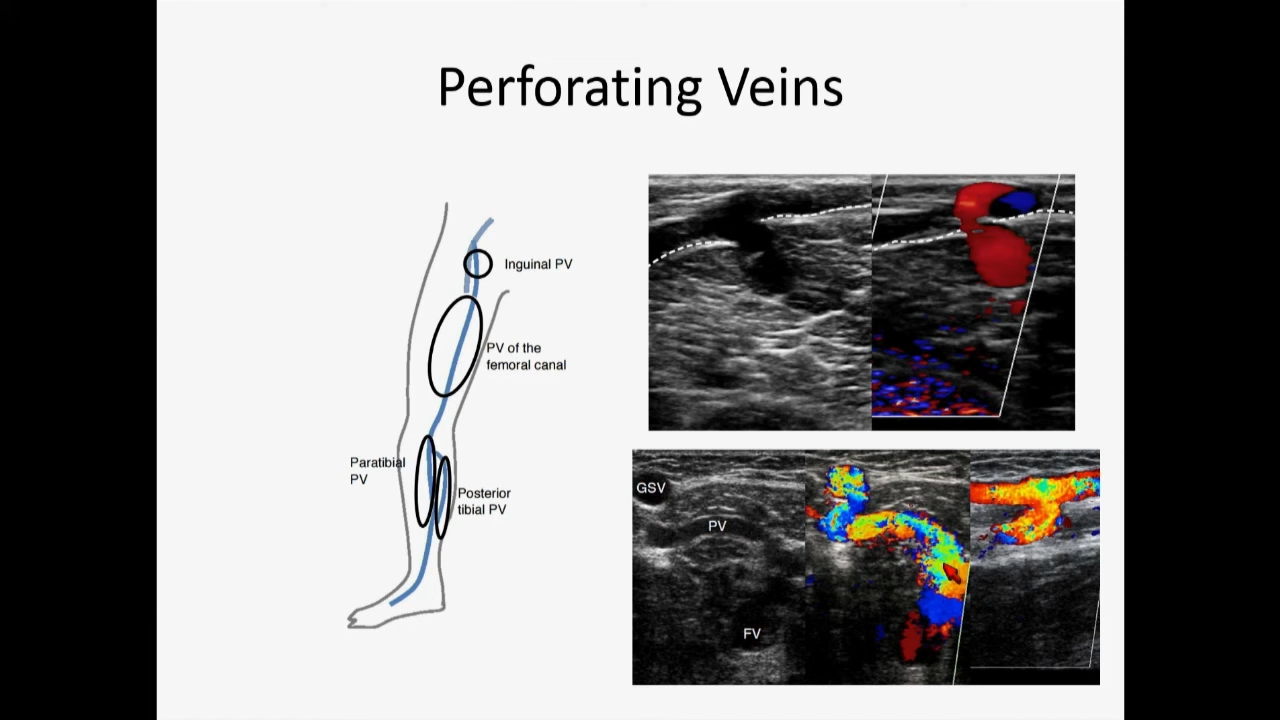 Perforating Veins
Inguinal PV
PV of the
femoral canal
Paratibial
PV
Posterior
tibial PV
GSV
PV
FV